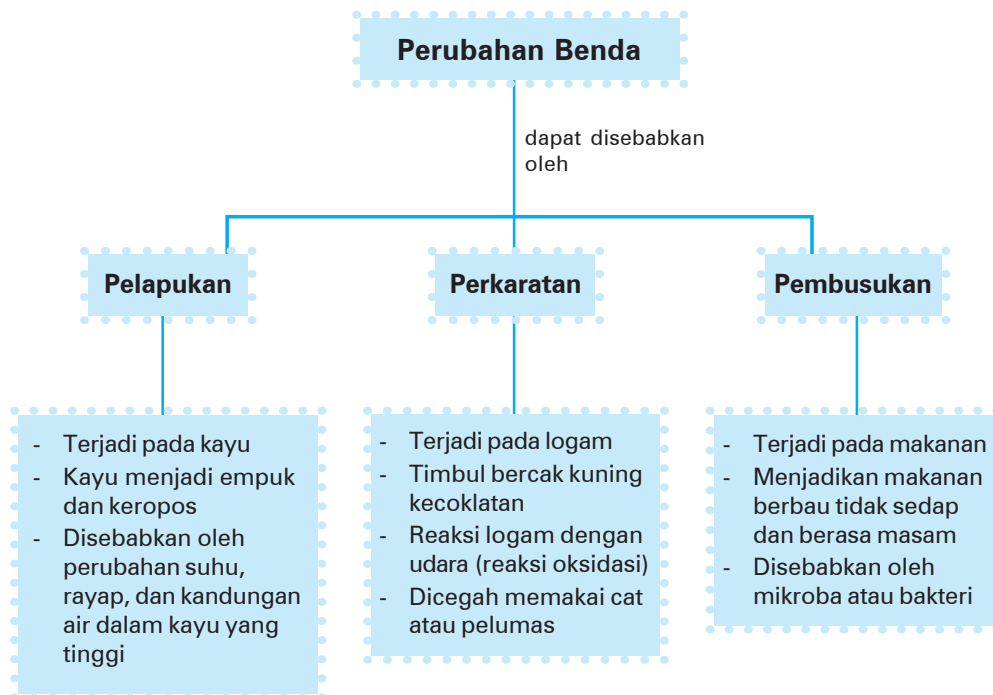 Perubahan Benda
dapat disebabkan
oleh
Pelapukan
Perkaratan
Pembusukan
- Terjadi pada kayu
- Kayu menjadi empuk
dan keropos
- Disebabkan oleh
perubahan suhu,
rayap, dan kandungan
air dalam kayu yang
tinggi
- Terjadi pada logam
- Timbul bercak kuning
kecoklatan
- Reaksi logam dengan
udara (reaksi oksidasi)
- Dicegah memakai cat
atau pelumas
- Terjadi pada makanan
- Menjadikan makanan
berbau tidak sedap
dan berasa masam
- Disebabkan oleh
mikroba atau bakteri